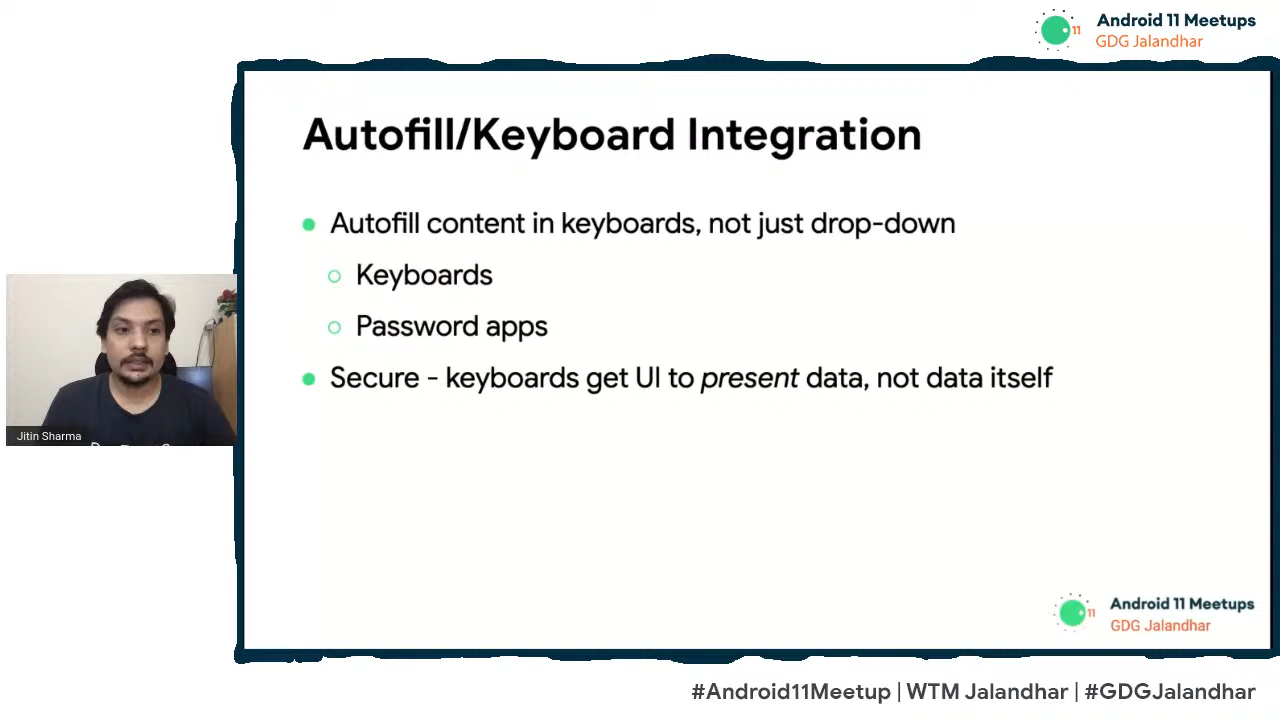 Android 11 Meetups
11
GDG Jalandhar
Autofill/Keyboard Integration
Autofill content in keyboards, not just drop-down
Keyboards
Password apps
Secure - keyboards get UI to present data, not data itself
Jitin Sharma
Android 11 Meetups
11
GDG Jalandhar
#Android11Meetup | WTM Jalandhar | #GDGJalandhar